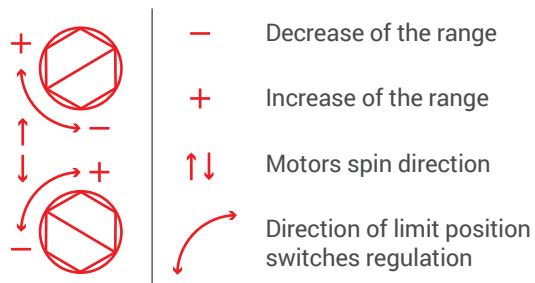 +
−
↑
↓
+
−
− Decrease of the range
+ Increase of the range
↑↓ Motors spin direction
Direction of limit position
switches regulation